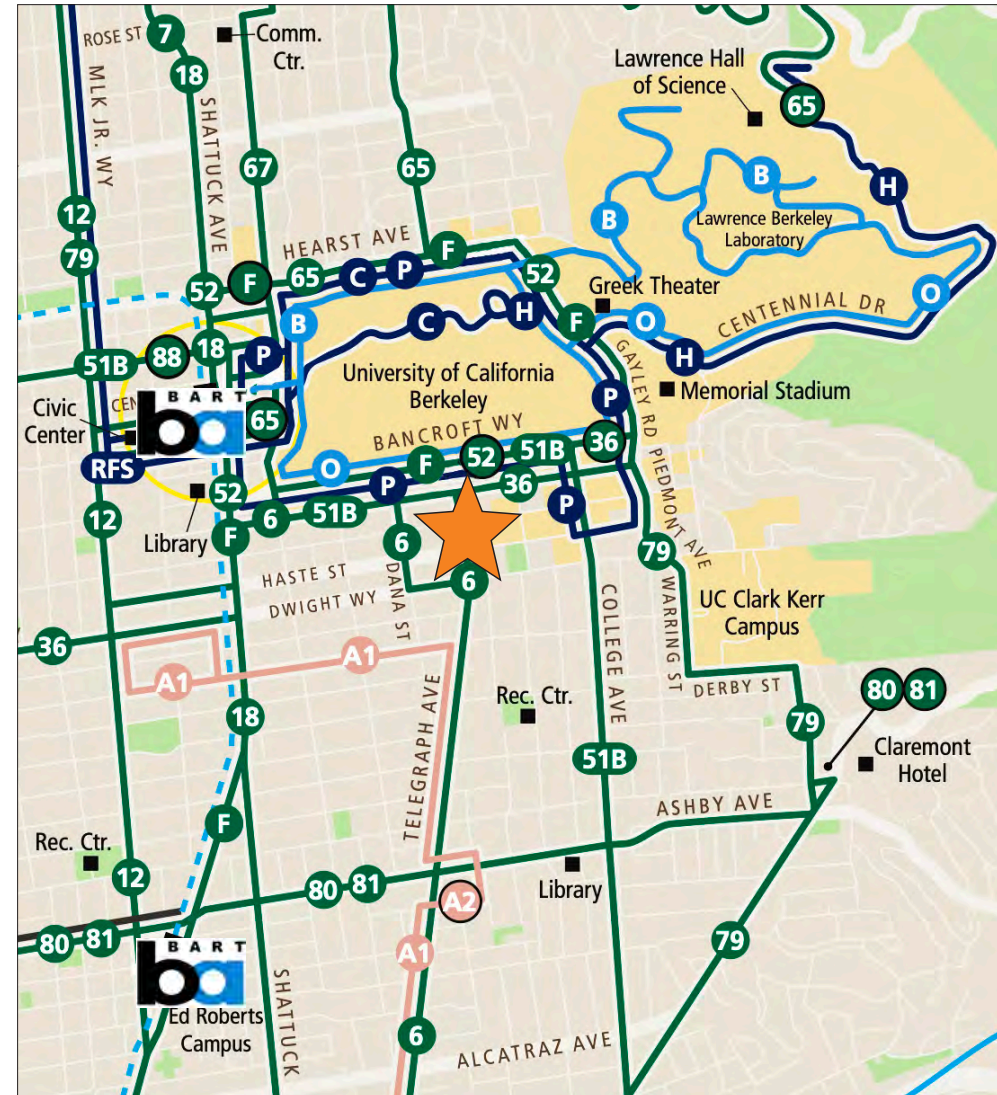 ROSE ST
7
Comm.
Ctr.
Lawrence Hall
of Science
MLK JR. WY
18
SHATTUCK AVE
65
67
65
H
B
12
B
Lawrence Berkeley
Laboratory
79
HEARST AVE
F
52
F
65
C
P
52
Greek Theater
O
CENTENNIAL DR
B
C
H
F
O
H
GAYLEY RD
51B
88
18
P
University of California
Berkeley
Memorial Stadium
CEN
BART
ba
65
P
Civic
Center
BANCROFT WY
RFS
O
F
52
51B
36
PIEDMONT AVE
52
P
36
12
F
6
51B
P
Library
6
79
HASTE ST
6
DWIGHT WY
DANA ST
COLLEGE AVE
WARRING ST
UC Clark Kerr
Campus
36
A1
A1
DERBY ST
80
81
18
Rec. Ctr.
79
TELEGRAPH AVE
51B
Claremont
Hotel
ASHBY AVE
F
Rec. Ctr.
12
80
81
Library
A2
80
81
BART
ba
A1
79
SHATTUCK
Ed Roberts
Campus
6
ALCATRAZ AVE